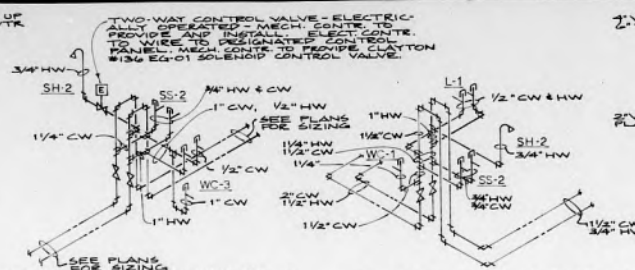 UP
TWO-WAY CONTROL VALVE - ELECTRIC-
ALLY OPERATED - MECH. CONTR. TO
PROVIDE AND INSTALL. ELECT. CONTR.
TO WIRE TO DESIGNATED CONTROL
PANEL. MECH. CONTR. TO PROVIDE CLAYTON
#136 EG-01 SOLENOID CONTROL VALVE.
3/4" HW
E
SH-2
SS-2
3/4" HW & CW
1" CW, 1/2" HW
SEE PLANS
FOR SIZING
1 1/4" CW
1/2" CW
WC-3
1" CW
1" HW
SEE PLANS
FOR SIZING
L-1
1/2" CW & HW
1" HW
1 1/2" CW
SH-2
3/4" HW
1 1/4" HW
1 1/2" CW
WC-1
1 1/4"
SS-2
3/4" HW
3/4" CW
2" CW
1 1/2" HW
1 1/2" CW
1 1/2" CW
3/4" HW